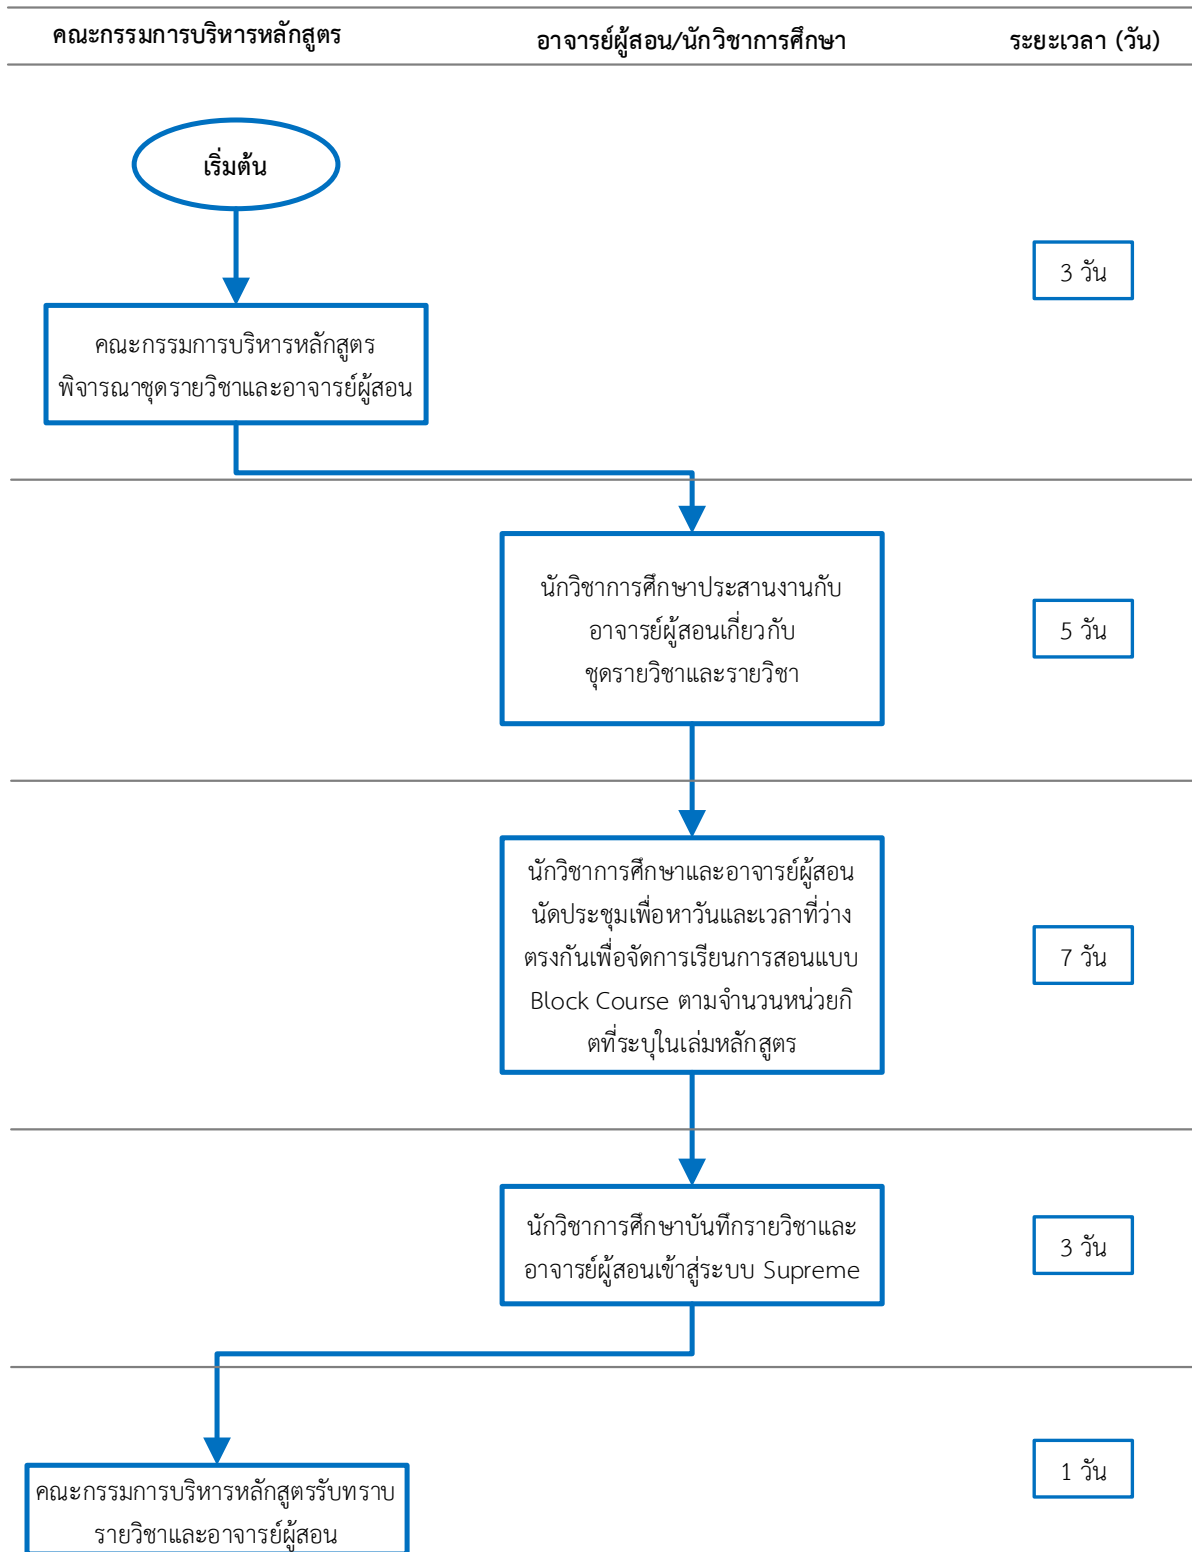 คณะกรรมการบริหารหลักสูตร อาจารย์ผู้สอน/นักวิชาการศึกษา ระยะเวลา (วัน)
เริ่มต้น
3 วัน
คณะกรรมการบริหารหลักสูตร
พิจารณาชุดรายวิชาและอาจารย์ผู้สอน
นักวิชาการศึกษาประสานงานกับ
อาจารย์ผู้สอนเกี่ยวกับ
ชุดรายวิชาและรายวิชา
5 วัน
นักวิชาการศึกษาและอาจารย์ผู้สอน
นัดประชุมเพื่อหาวันและเวลาที่ว่าง
ตรงกันเพื่อจัดการเรียนการสอนแบบ
Block Course ตามจำนวนหน่วยกิ
ตที่ระบุในเล่มหลักสูตร
7 วัน
นักวิชาการศึกษาบันทึกรายวิชาและ
อาจารย์ผู้สอนเข้าสู่ระบบ Supreme
3 วัน
คณะกรรมการบริหารหลักสูตรรับทราบ
รายวิชาและอาจารย์ผู้สอน
1 วัน